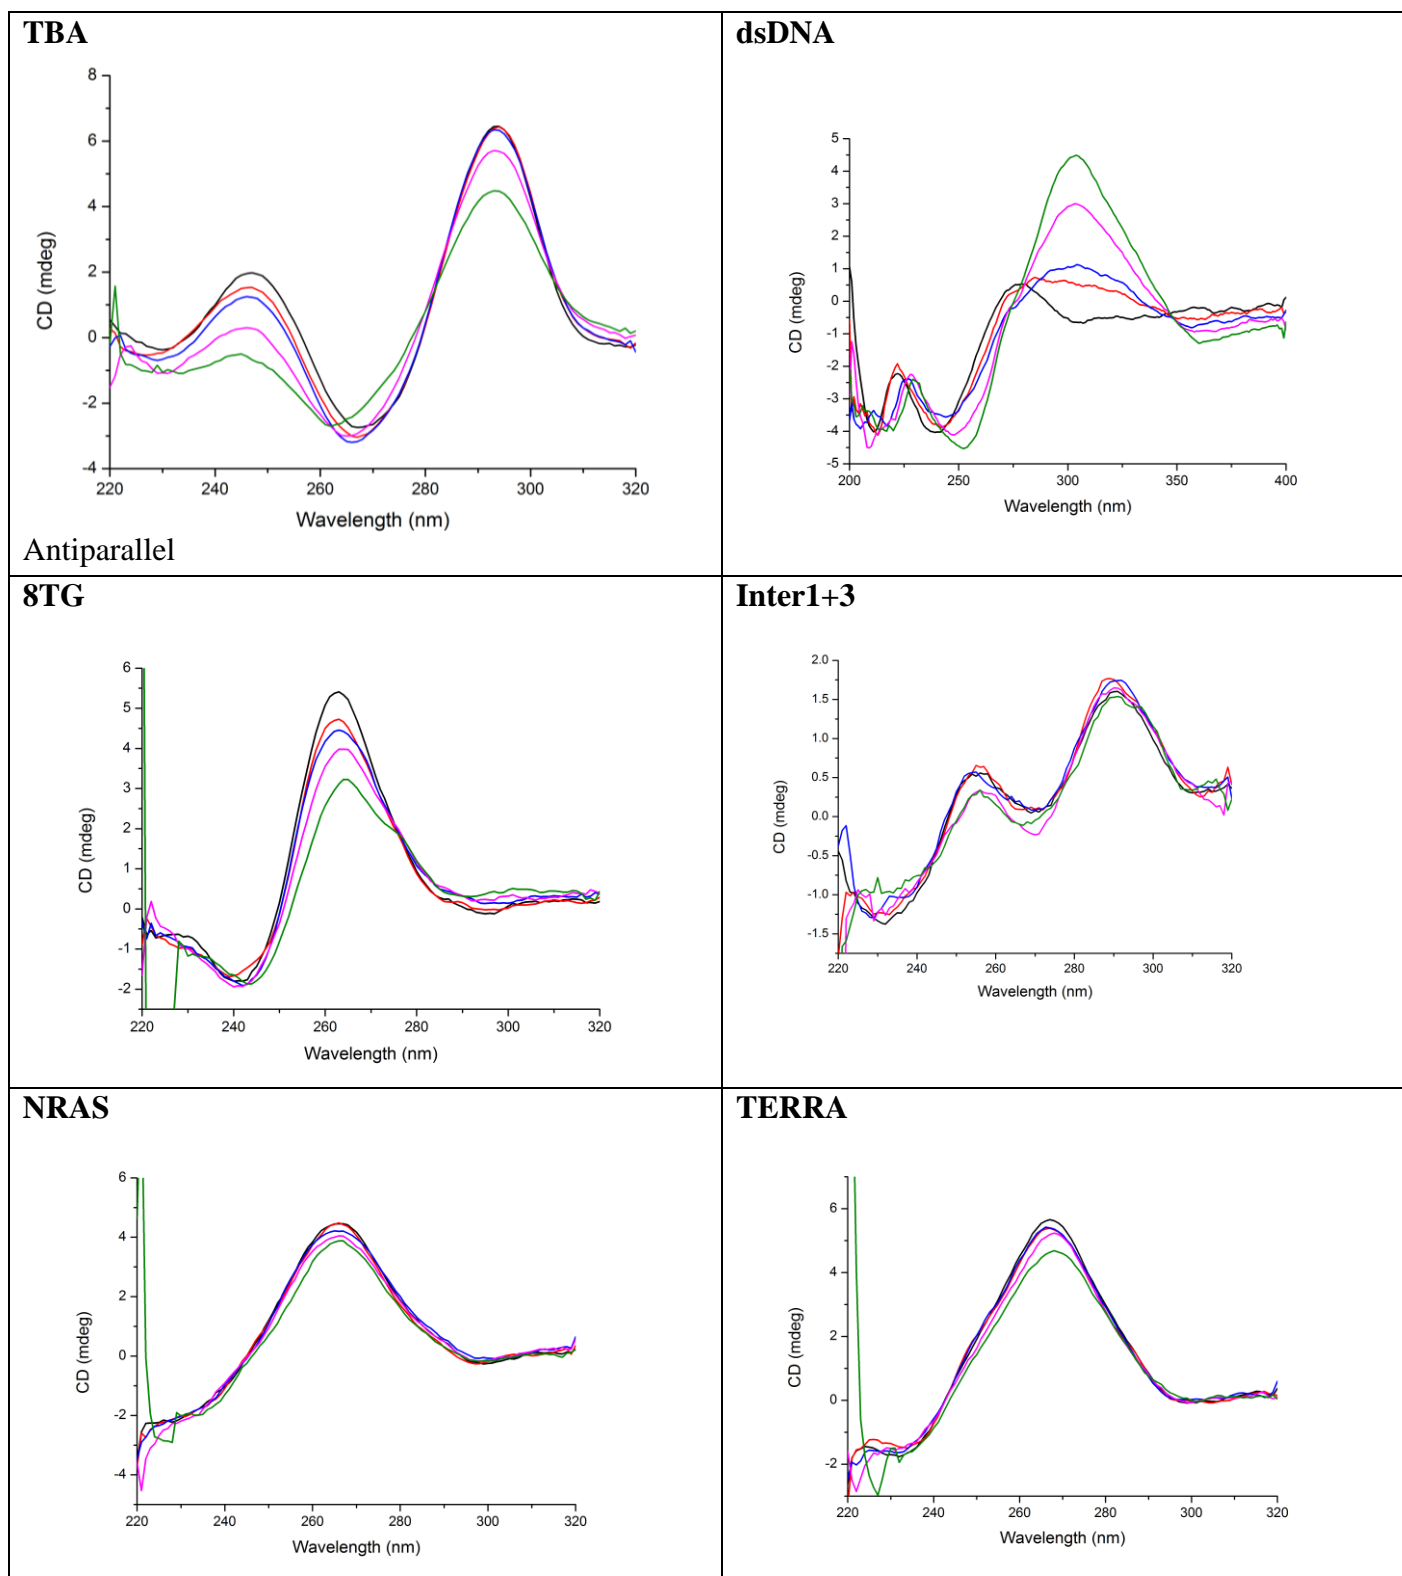 TBA
8
6
4
2
0
-2
-4
CD (mdeg)
220 240 260 280 300 320
Wavelength (nm)
Antiparallel
dsDNA
5
4
3
2
1
0
-1
-2
-3
-4
-5
CD (mdeg)
200 250 300 350 400
Wavelength (nm)
8TG
6
5
4
3
2
1
0
-1
-2
CD (mdeg)
220 240 260 280 300 320
Wavelength (nm)
Inter1+3
2.0
1.5
1.0
0.5
0.0
-0.5
-1.0
-1.5
CD (mdeg)
220 240 260 280 300 320
Wavelength (nm)
NRAS
6
4
2
0
-2
-4
CD (mdeg)
220 240 260 280 300 320
Wavelength (nm)
TERRA
6
4
2
0
-2
CD (mdeg)
220 240 260 280 300 320
Wavelength (nm)